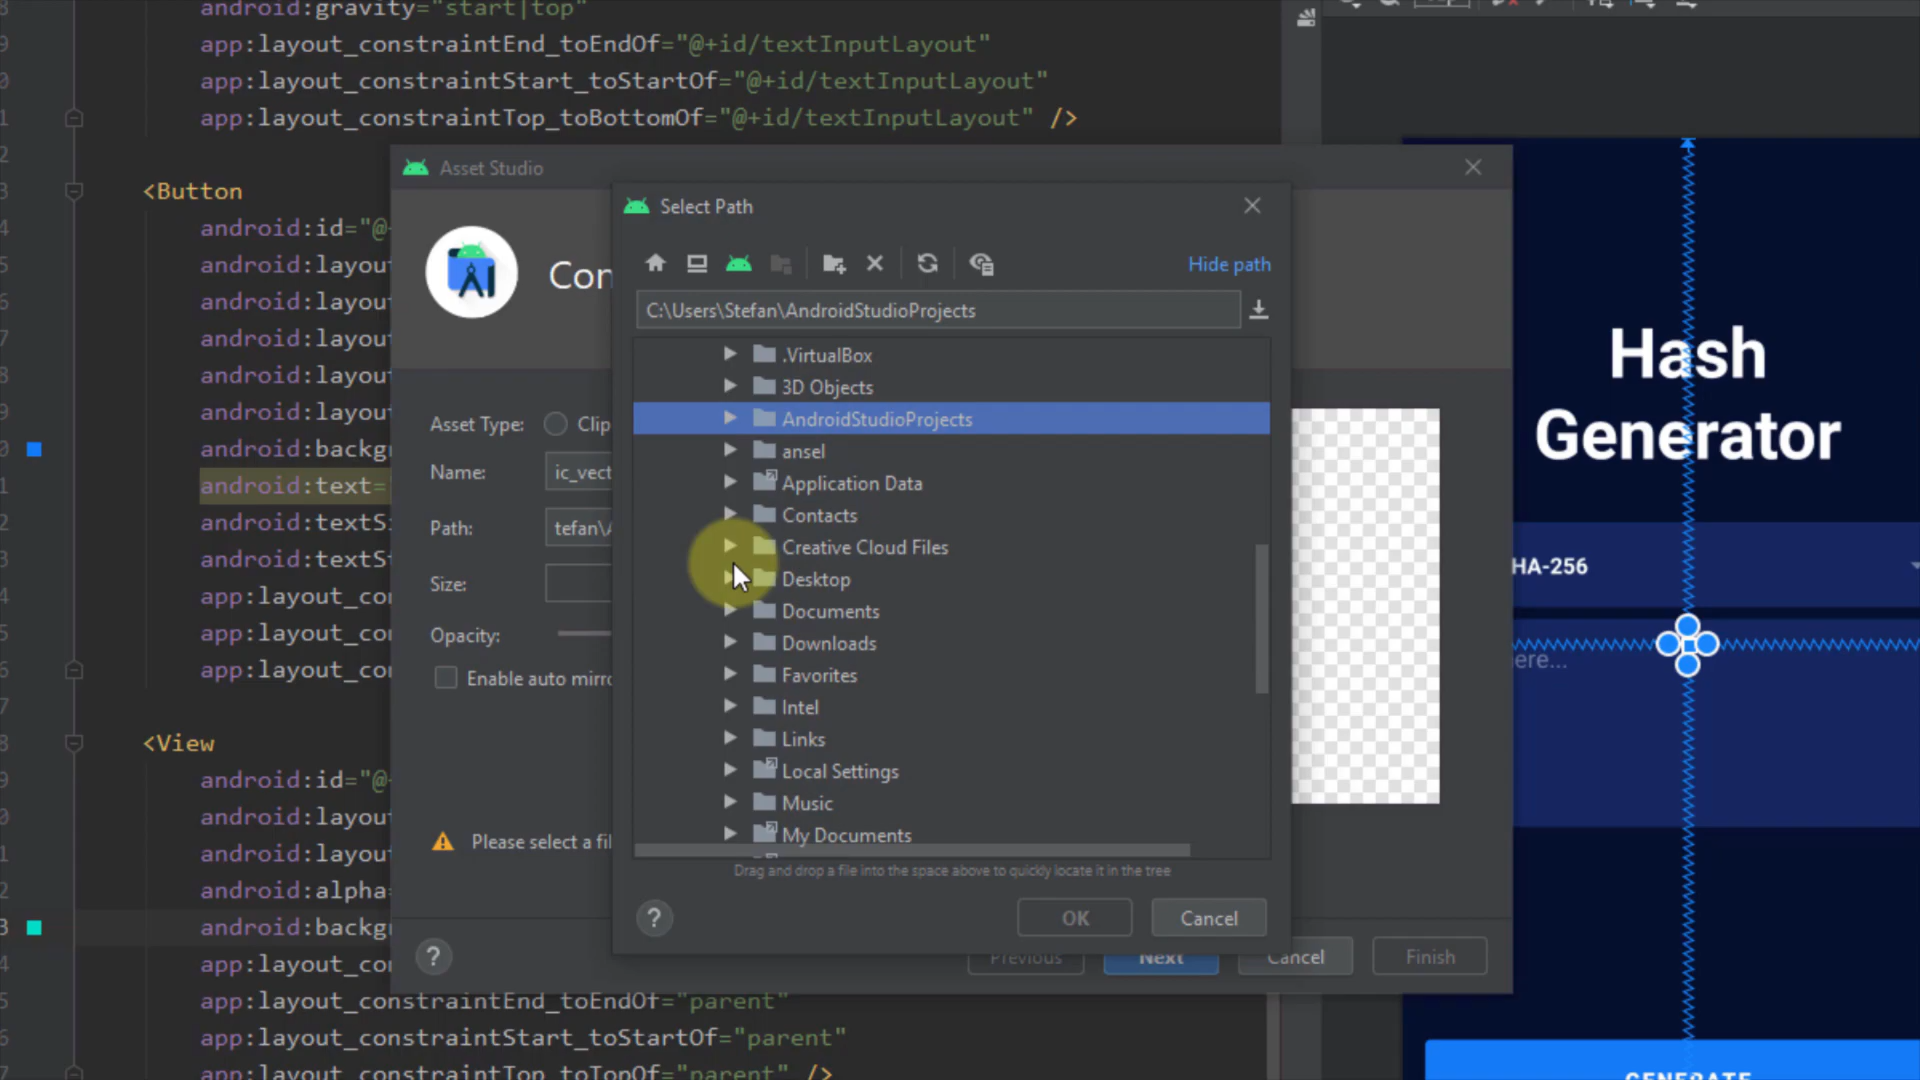 android:gravity="start|top"
app:layout_constraintEnd_toEndOf="@+id/textInputLayout"
app:layout_constraintStart_toStartOf="@+id/textInputLayout"
app:layout_constraintTop_toBottomOf="@+id/textInputLayout" />
<Button
android:id="@
android:layou
android:layou
android:layou
android:layou
android:layou
android:backgr
android:text=
android:textS
android:textSt
app:layout_co
app:layout_co
app:layout_co
<View
android:id="@
android:layou
android:layou
android:alpha=
android:backgr
app:layout_co
app:layout_constraintEnd_toEndOf="parent"
app:layout_constraintStart_toStartOf="parent"
app:layout_constraintTop_toTopOf="parent" />
Asset Studio
Con
Asset Type: Clip
Name: ic_vect
Path: tefan\A
Size:
Opacity:
Enable auto mirro
Please select a fil
?
Previous Next Cancel Finish
Select Path
Hide path
C:\Users\Stefan\AndroidStudioProjects
.VirtualBox
3D Objects
AndroidStudioProjects
ansel
Application Data
Contacts
Creative Cloud Files
Desktop
Documents
Downloads
Favorites
Intel
Links
Local Settings
Music
My Documents
Drag and drop a file into the space above to quickly locate it in the tree
? OK Cancel
Hash
Generator
HA-256
ere...
GENERATE